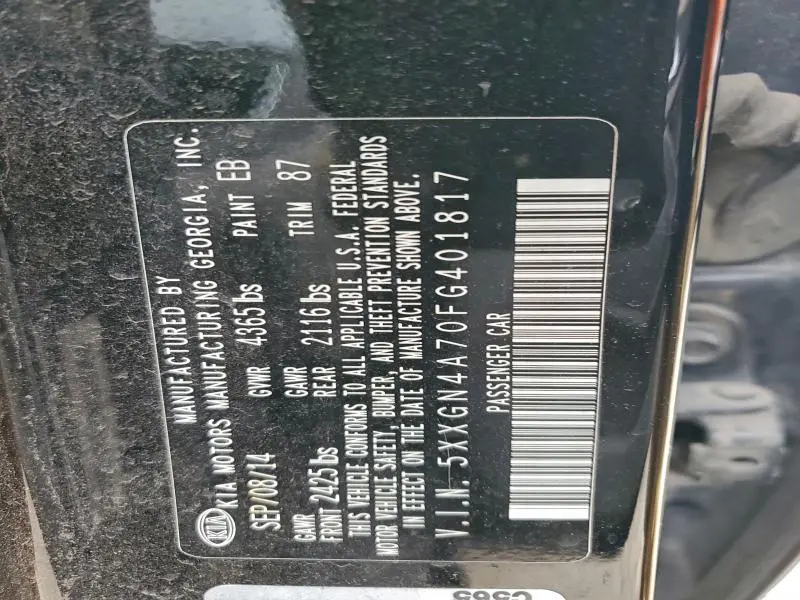 MANUFACTURED BY
KIA KIA MOTORS MANUFACTURING GEORGIA, INC.
SEP/08/14 GVWR 4365lbs PAINT EB
GAWR FRONT 2425lbs GAWR REAR 2116lbs TRIM 87
THIS VEHICLE CONFORMS TO ALL APPLICABLE U.S.A. FEDERAL
MOTOR VEHICLE SAFETY, BUMPER, AND THEFT PREVENTION STANDARDS
IN EFFECT ON THE DATE OF MANUFACTURE SHOWN ABOVE.
V.I.N. 5XXGN4A70FG401817
PASSENGER CAR
C565